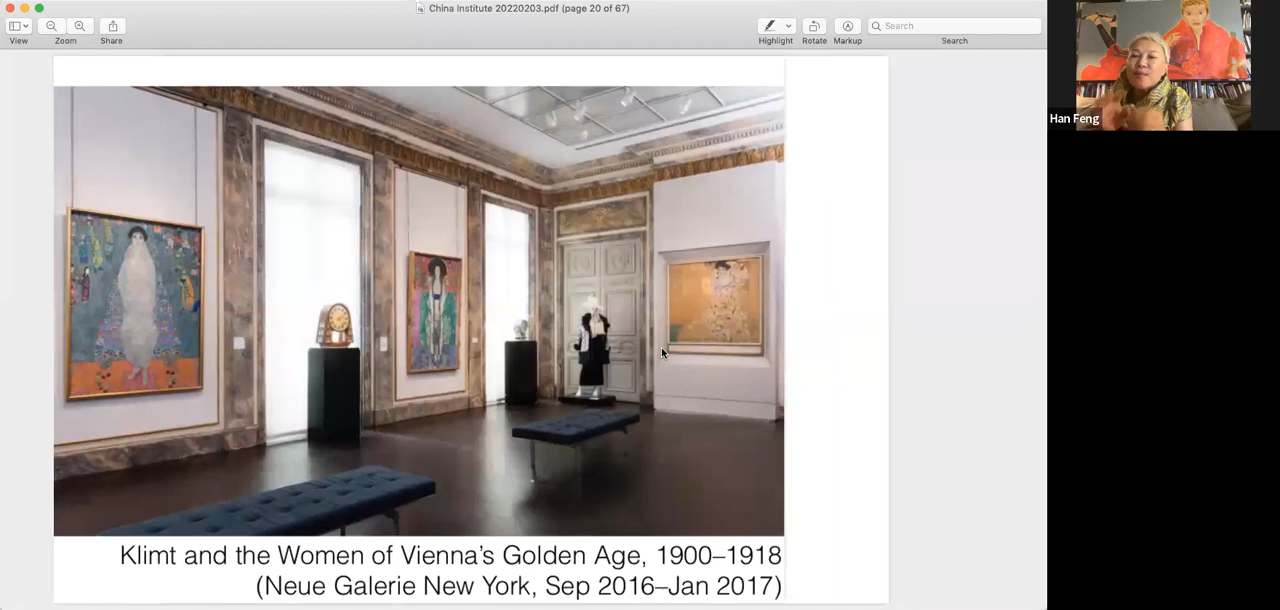 China Institute 20220203.pdf (page 20 of 67)
View
Zoom
Share
Highlight
Rotate
Markup
Search
Search
Han Feng
Klimt and the Women of Vienna’s Golden Age, 1900–1918
(Neue Galerie New York, Sep 2016–Jan 2017)